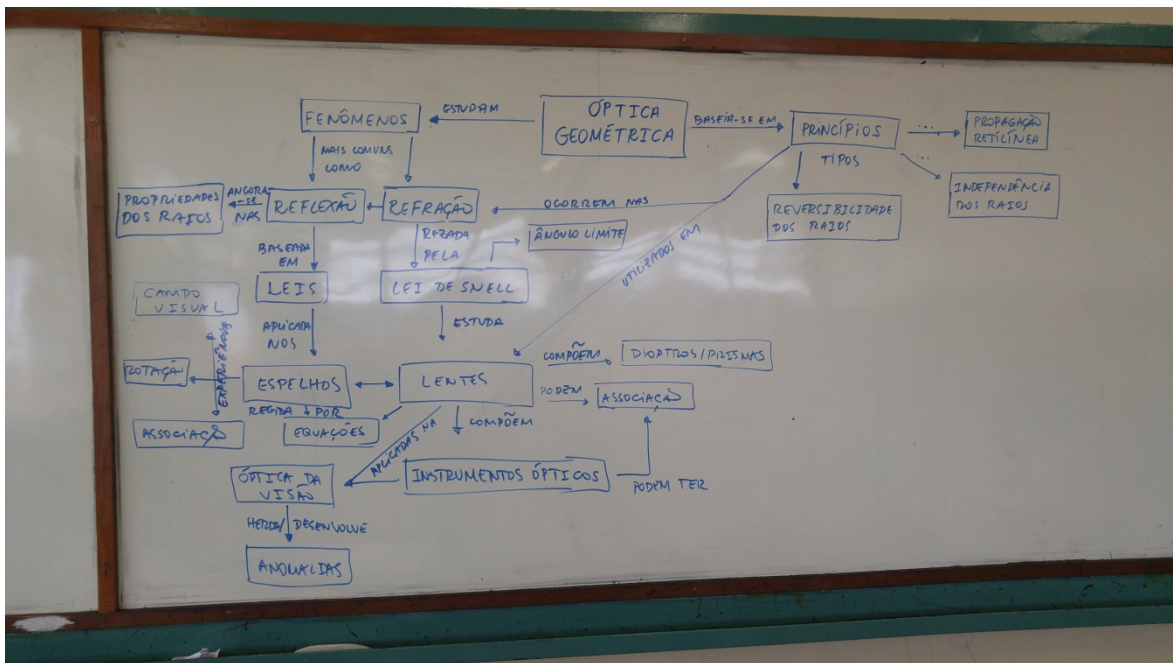 ÓPTICA
GEOMÉTRICA
ESTUDAM
FENÔMENOS
BASEIA-SE EM
PRINCÍPIOS
...
PROPAGAÇÃO
RETILÍNEA
TIPOS
...
INDEPENDÊNCIA
DOS RAIOS
REVERSIBILIDADE
DOS RAIOS
MAIS COMUNS
COMO
PROPRIEDADES
DOS RAIOS
ANCORA-
-SE
NAS
REFLEXÃO
REFRAÇÃO
OCORREM NAS
UTILIZADOS EM
BASEADA
EM
REGADA
PELA
ÂNGULO LIMITE
LEIS
LEI DE SNELL
CAMPO
VISUAL
APLICADA
NOS
ESTUDA
ROTAÇÃO
EXPERIÊNCIA
ESPELHOS
LENTES
COMPÕEM
DIOPTROS/PRISMAS
PODEM
ASSOCIAÇÃO
ASSOCIAÇÃO
REGIDA POR
EQUAÇÕES
APLICADAS NA
COMPÕEM
ÓPTICA DA
VISÃO
INSTRUMENTOS ÓPTICOS
PODEM TER
HERDA/DESENVOLVE
ANOMALIAS